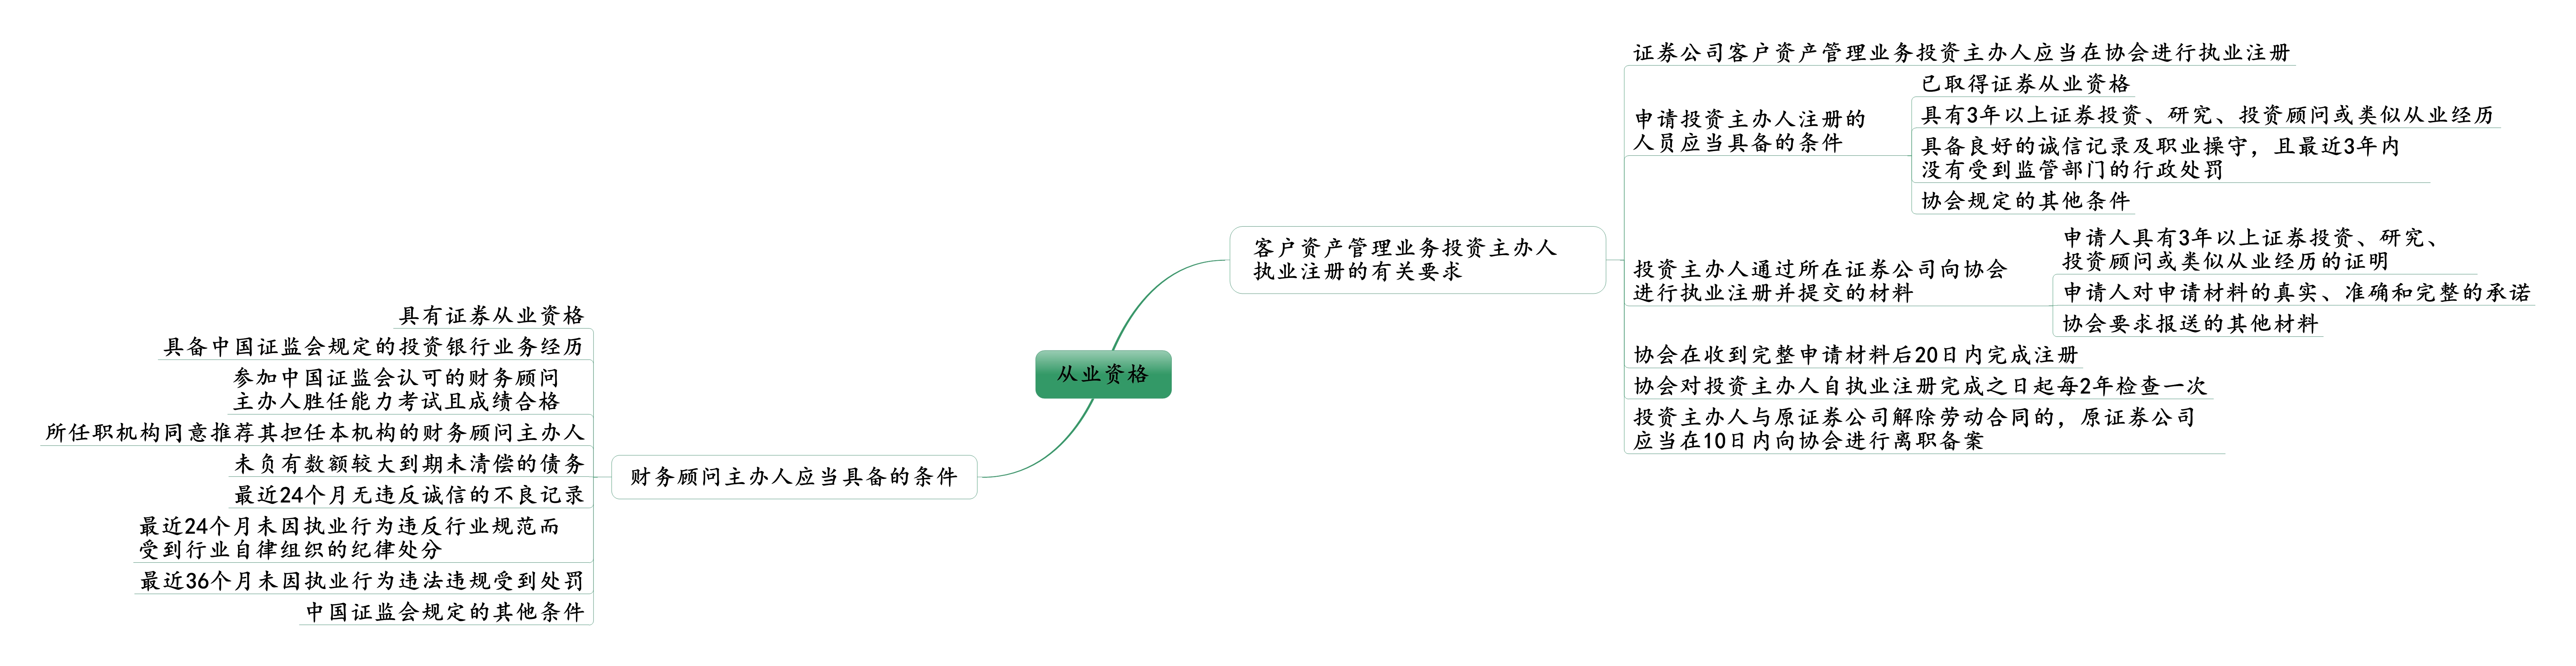 从业资格
客户资产管理业务投资主办人
执业注册的有关要求
证券公司客户资产管理业务投资主办人应当在协会进行执业注册
申请投资主办人注册的
人员应当具备的条件
已取得证券从业资格
具有3年以上证券投资、研究、投资顾问或类似从业经历
具备良好的诚信记录及职业操守，且最近3年内
没有受到监管部门的行政处罚
协会规定的其他条件
投资主办人通过所在证券公司向协会
进行执业注册并提交的材料
申请人具有3年以上证券投资、研究、
投资顾问或类似从业经历的证明
申请人对申请材料的真实、准确和完整的承诺
协会要求报送的其他材料
协会在收到完整申请材料后20日内完成注册
协会对投资主办人自执业注册完成之日起每2年检查一次
投资主办人与原证券公司解除劳动合同的，原证券公司
应当在10日内向协会进行离职备案
财务顾问主办人应当具备的条件
具有证券从业资格
具备中国证监会规定的投资银行业务经历
参加中国证监会认可的财务顾问
主办人胜任能力考试且成绩合格
所任职机构同意推荐其担任本机构的财务顾问主办人
未负有数额较大到期未清偿的债务
最近24个月无违反诚信的不良记录
最近24个月未因执业行为违反行业规范而
受到行业自律组织的纪律处分
最近36个月未因执业行为违法违规受到处罚
中国证监会规定的其他条件